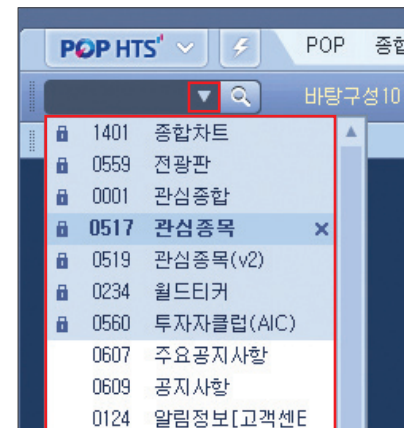 POP HTS POP 종합
바탕구성10
1401 종합차트
0559 전광판
0001 관심종합
0517 관심종목
0519 관심종목(v2)
0234 월드티커
0560 투자자클럽(AIC)
0607 주요공지사항
0609 공지사항
0124 알림정보[고객센E